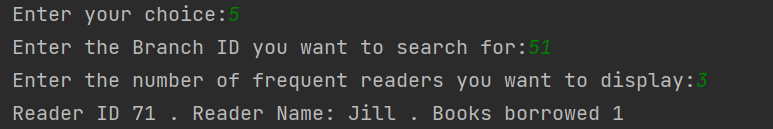 Enter your choice:5
Enter the Branch ID you want to search for:51
Enter the number of frequent readers you want to display:3
Reader ID 71 . Reader Name: Jill . Books borrowed 1